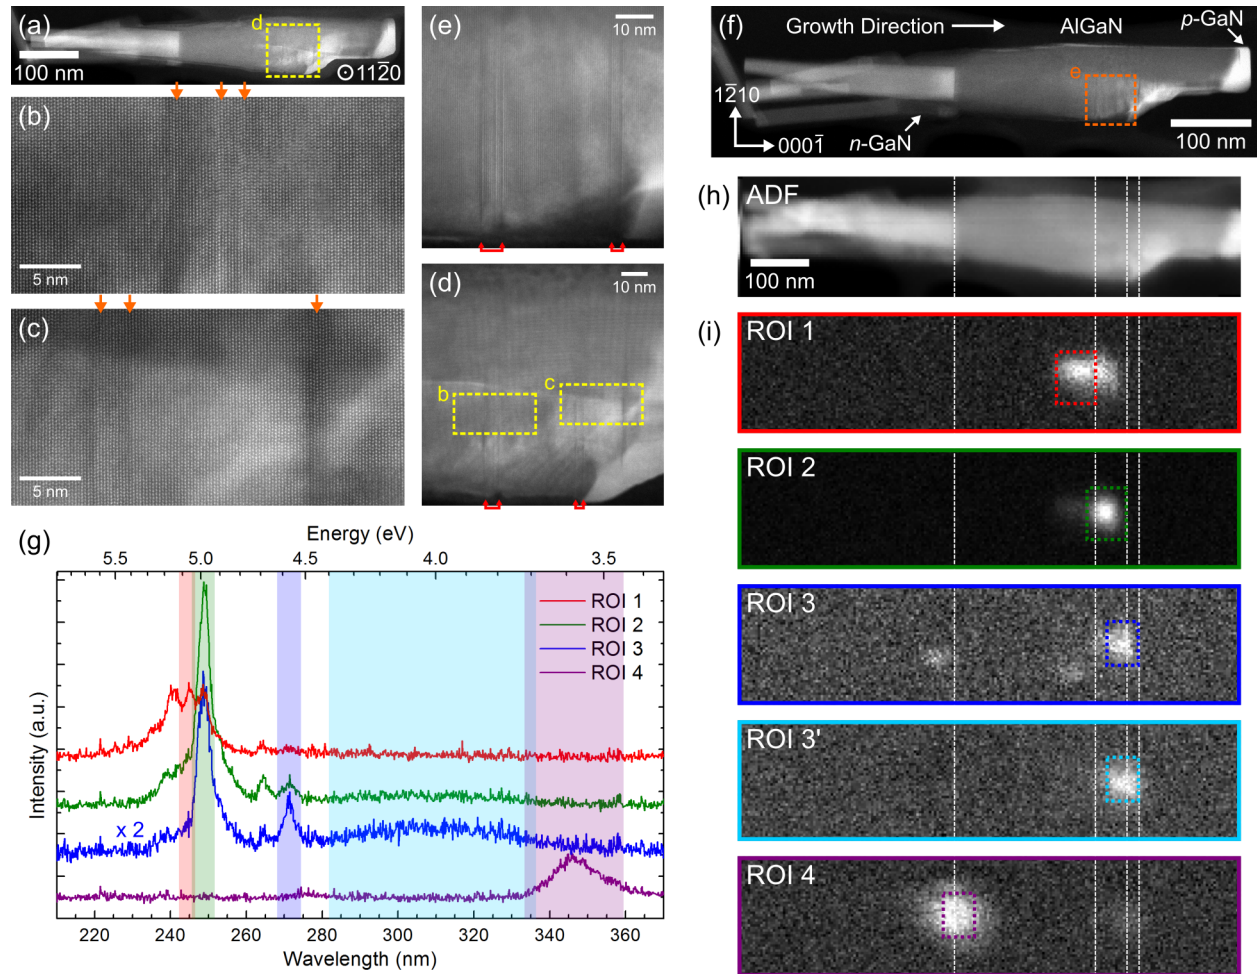 (a)
d
100 nm
⊙112̅0
(b)
5 nm
(c)
5 nm
(e)
10 nm
(d)
10 nm
b
c
(f)
Growth Direction
AlGaN
p-GaN
e
12̅10
0001̅
n-GaN
100 nm
(h)
ADF
100 nm
(i)
ROI 1
ROI 2
ROI 3
ROI 3'
ROI 4
(g)
Energy (eV)
5.5 5.0 4.5 4.0 3.5
Intensity (a.u.)
ROI 1
ROI 2
ROI 3
ROI 4
x 2
220 240 260 280 300 320 340 360
Wavelength (nm)